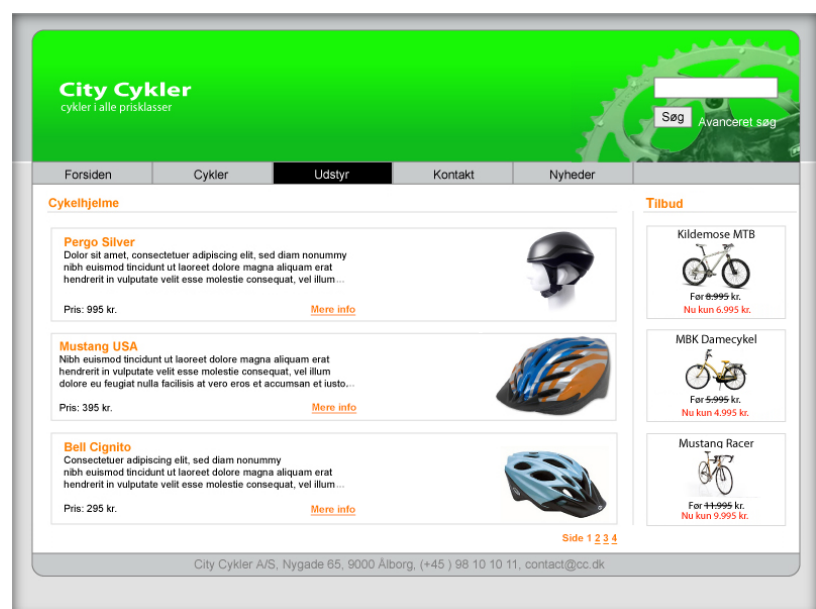 City Cykler
cykler i alle prisklasser
Søg Avanceret søg
Forsiden Cykler Udstyr Kontakt Nyheder
Cykelhjelme
Pergo Silver
Dolor sit amet, consectetuer adipiscing elit, sed diam nonummy
nibh euismod tincidunt ut laoreet dolore magna aliquam erat
hendrerit in vulputate velit esse molestie consequat, vel illum...
Pris: 995 kr. Mere info
Mustang USA
Nibh euismod tincidunt ut laoreet dolore magna aliquam erat
hendrerit in vulputate velit esse molestie consequat, vel illum
dolore eu feugiat nulla facilisis at vero eros et accumsan et iusto...
Pris: 395 kr. Mere info
Bell Cignito
Consectetuer adipiscing elit, sed diam nonummy
nibh euismod tincidunt ut laoreet dolore magna aliquam erat
hendrerit in vulputate velit esse molestie consequat, vel illum...
Pris: 295 kr. Mere info
Side 1 2 3 4
Tilbud
Kildemose MTB
Før 8.995 kr.
Nu kun 6.995 kr.
MBK Damecykel
Før 5.995 kr.
Nu kun 4.995 kr.
Mustang Racer
Før 11.995 kr.
Nu kun 9.995 kr.
City Cykler A/S, Nygade 65, 9000 Ålborg, (+45 ) 98 10 10 11, contact@cc.dk